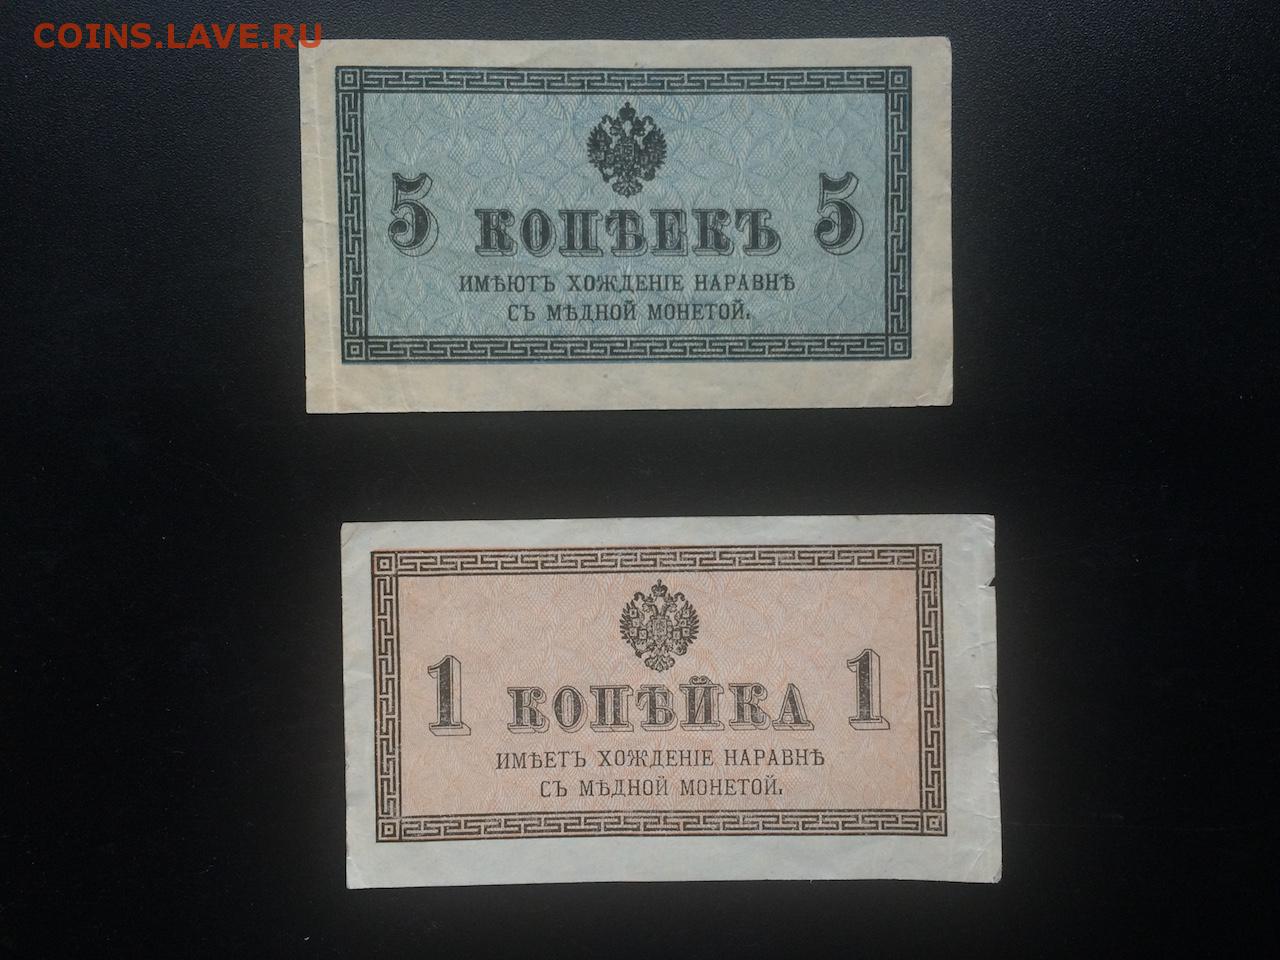 COINS.LAVE.RU
5 КОПѢЕКЪ 5
ИМѢЮТЪ ХОЖДЕНІЕ НАРАВНѢ
СЪ МѢДНОЙ МОНЕТОЙ.
1 КОПѢЙКА 1
ИМѢЕТЪ ХОЖДЕНІЕ НАРАВНѢ
СЪ МѢДНОЙ МОНЕТОЙ.